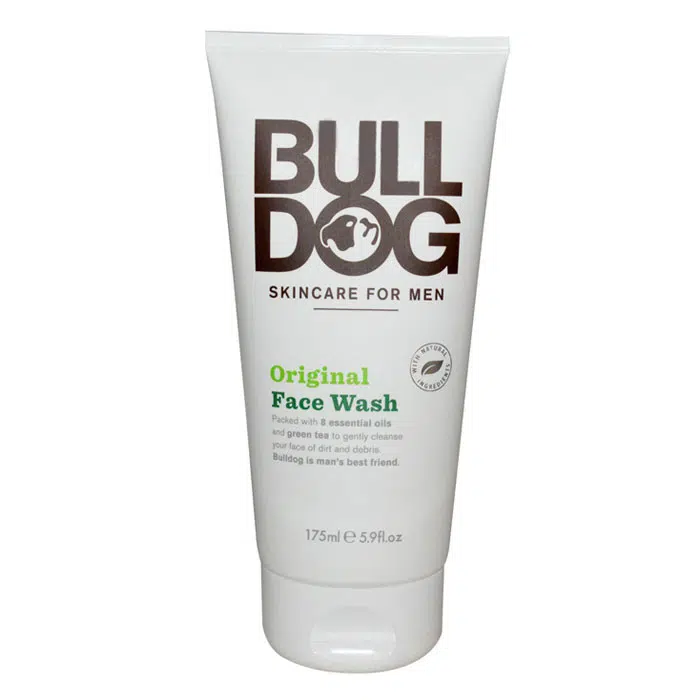 BULL
DOG
SKINCARE FOR MEN
WITH NATURAL
INGREDIENTS
Original
Face Wash
Packed with 8 essential oils
and green tea to gently cleanse
your face of dirt and debris.
Bulldog is man's best friend.
175ml ℮ 5.9fl.oz